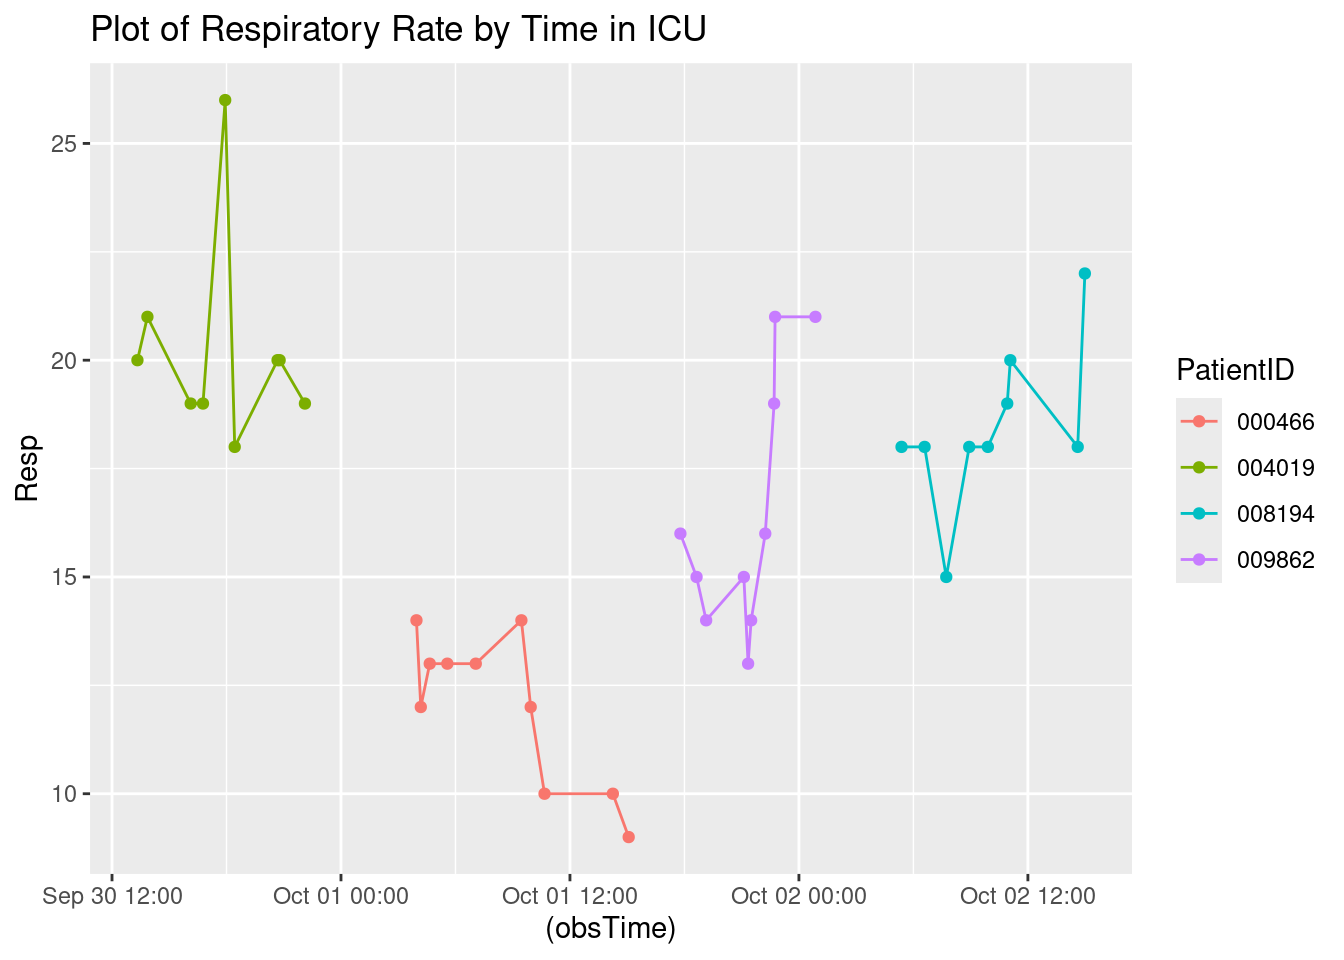 Plot of Respiratory Rate by Time in ICU
25
20
15
10
Resp
Sep 30 12:00 Oct 01 00:00 Oct 01 12:00 Oct 02 00:00 Oct 02 12:00
(obsTime)
PatientID
000466
004019
008194
009862